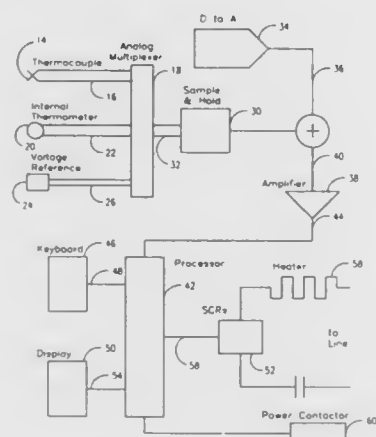 D to A
34
14
Thermocouple
Analog
Multiplexer
18
16
Sample
& Hold
36
Internal
Thermometer
30
20
22
32
Voltage
Reference
40
24
26
Amplifier
38
44
Keyboard
46
Processor
Heater
58
48
42
SCRs
Display
50
58
to
Line
52
54
Power Contactor
60